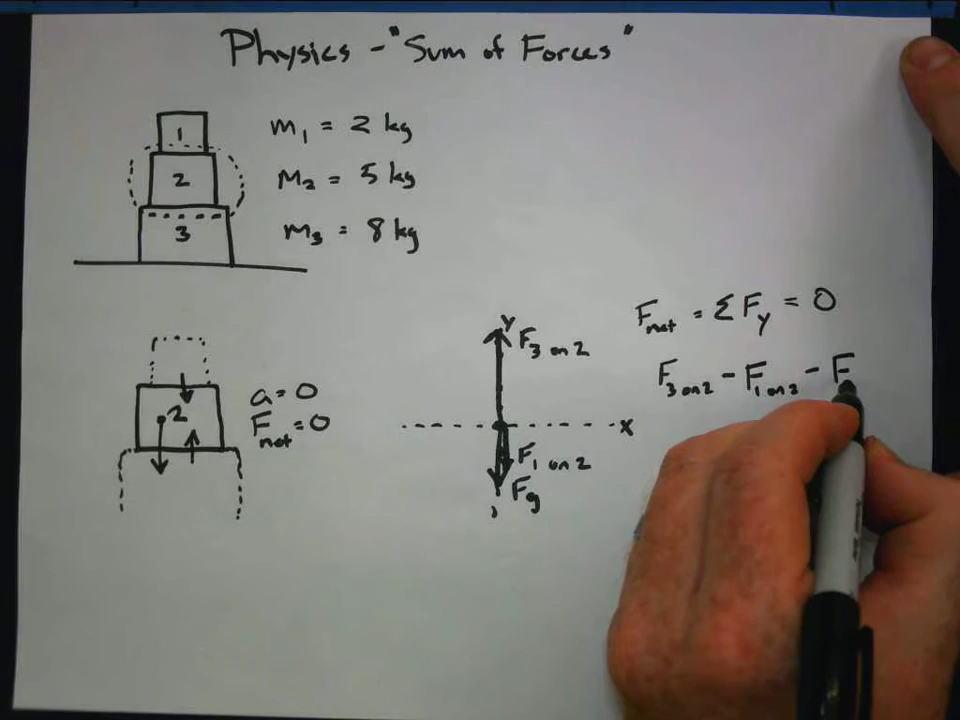 Physics - "Sum of Forces"
1
m1 = 2 kg
2
m2 = 5 kg
3
m3 = 8 kg
y
F3 on 2
Fnet = ΣFy = 0
F3 on 2 - F1 on 2 - F
2
a = 0
Fnet = 0
x
F1 on 2
Fg